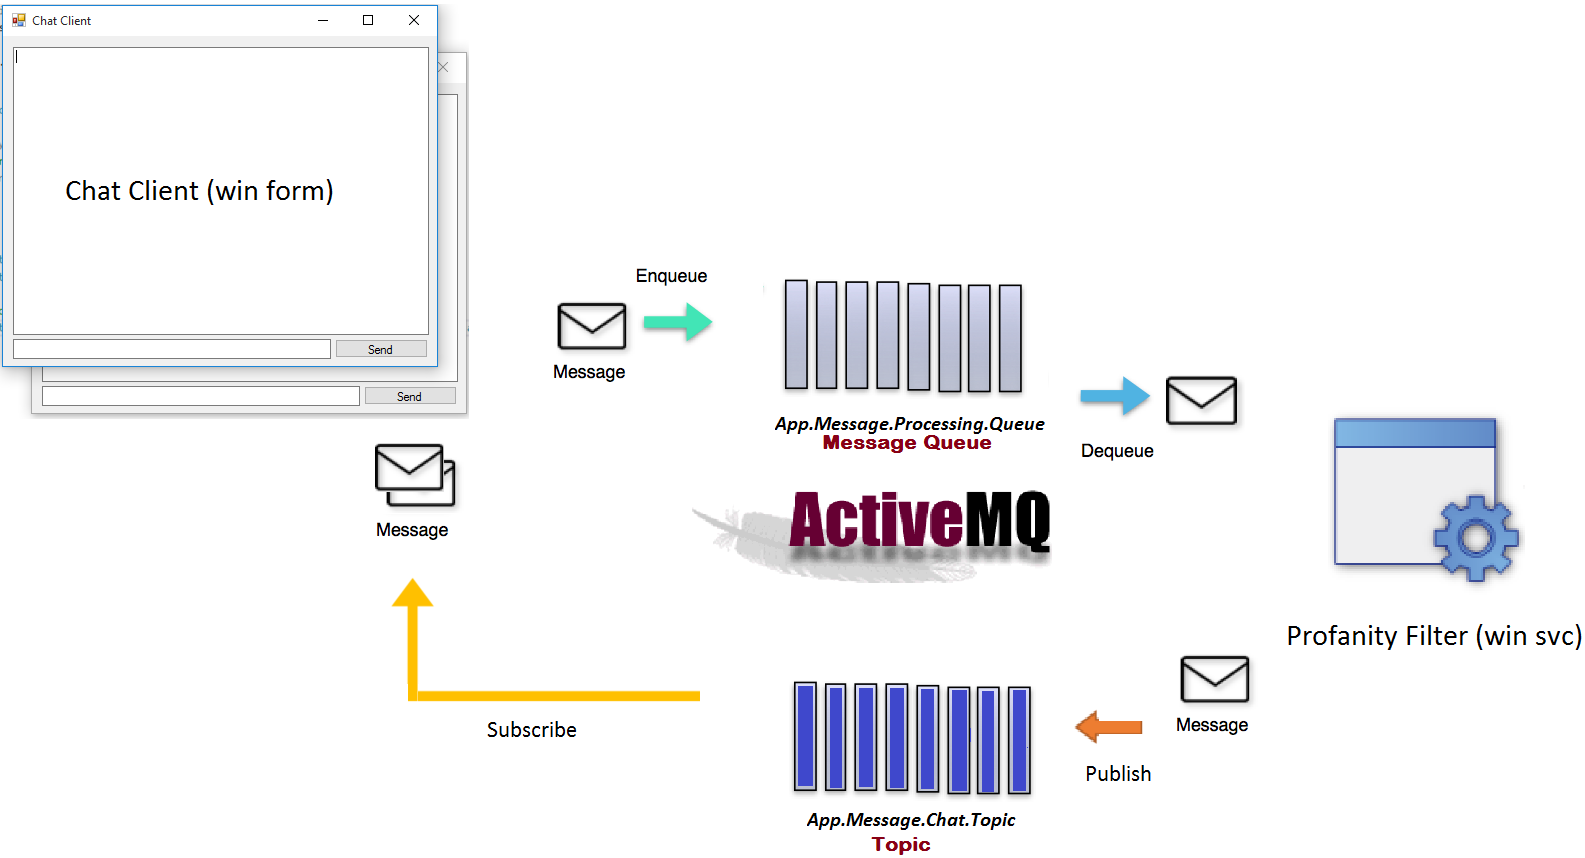 Chat Client
Chat Client (win form)
Send
Send
Enqueue
Message
App.Message.Processing.Queue
Message Queue
Dequeue
Message
ActiveMQ
Profanity Filter (win svc)
Message
Subscribe
Publish
App.Message.Chat.Topic
Topic